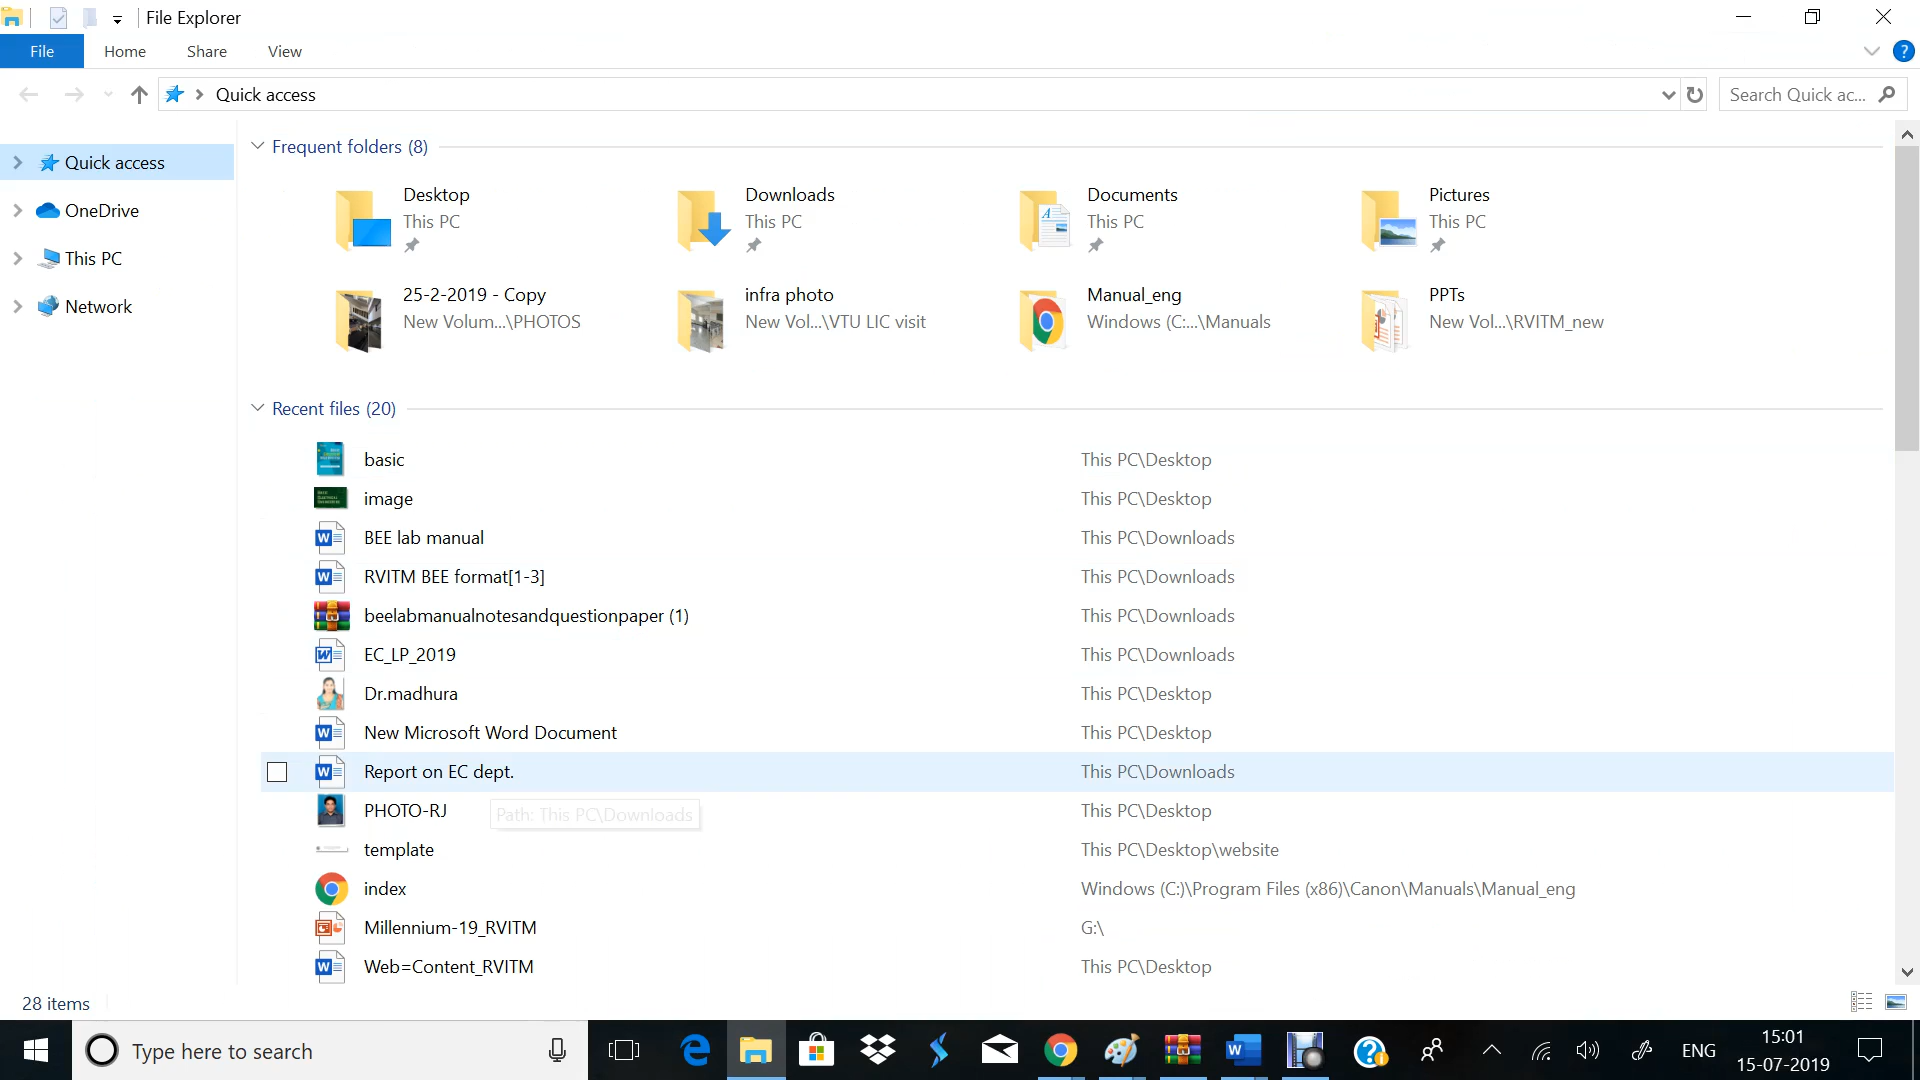 File Explorer
File Home Share View
Quick access
Search Quick ac...
Quick access
OneDrive
This PC
Network
Frequent folders (8)
Desktop
This PC
Downloads
This PC
Documents
This PC
Pictures
This PC
25-2-2019 - Copy
New Volum...\PHOTOS
infra photo
New Vol...\VTU LIC visit
Manual_eng
Windows (C:...\Manuals
PPTs
New Vol...\RVITM_new
Recent files (20)
basic This PC\Desktop
image This PC\Desktop
BEE lab manual This PC\Downloads
RVITM BEE format[1-3] This PC\Downloads
beelabmanualnotesandquestionpaper (1) This PC\Downloads
EC_LP_2019 This PC\Downloads
Dr.madhura This PC\Desktop
New Microsoft Word Document This PC\Desktop
Report on EC dept. This PC\Downloads
PHOTO-RJ This PC\Desktop
Path: This PC\Downloads
template This PC\Desktop\website
index Windows (C:)\Program Files (x86)\Canon\Manuals\Manual_eng
Millennium-19_RVITM G:\
Web=Content_RVITM This PC\Desktop
28 items
Type here to search
ENG
15:01
15-07-2019